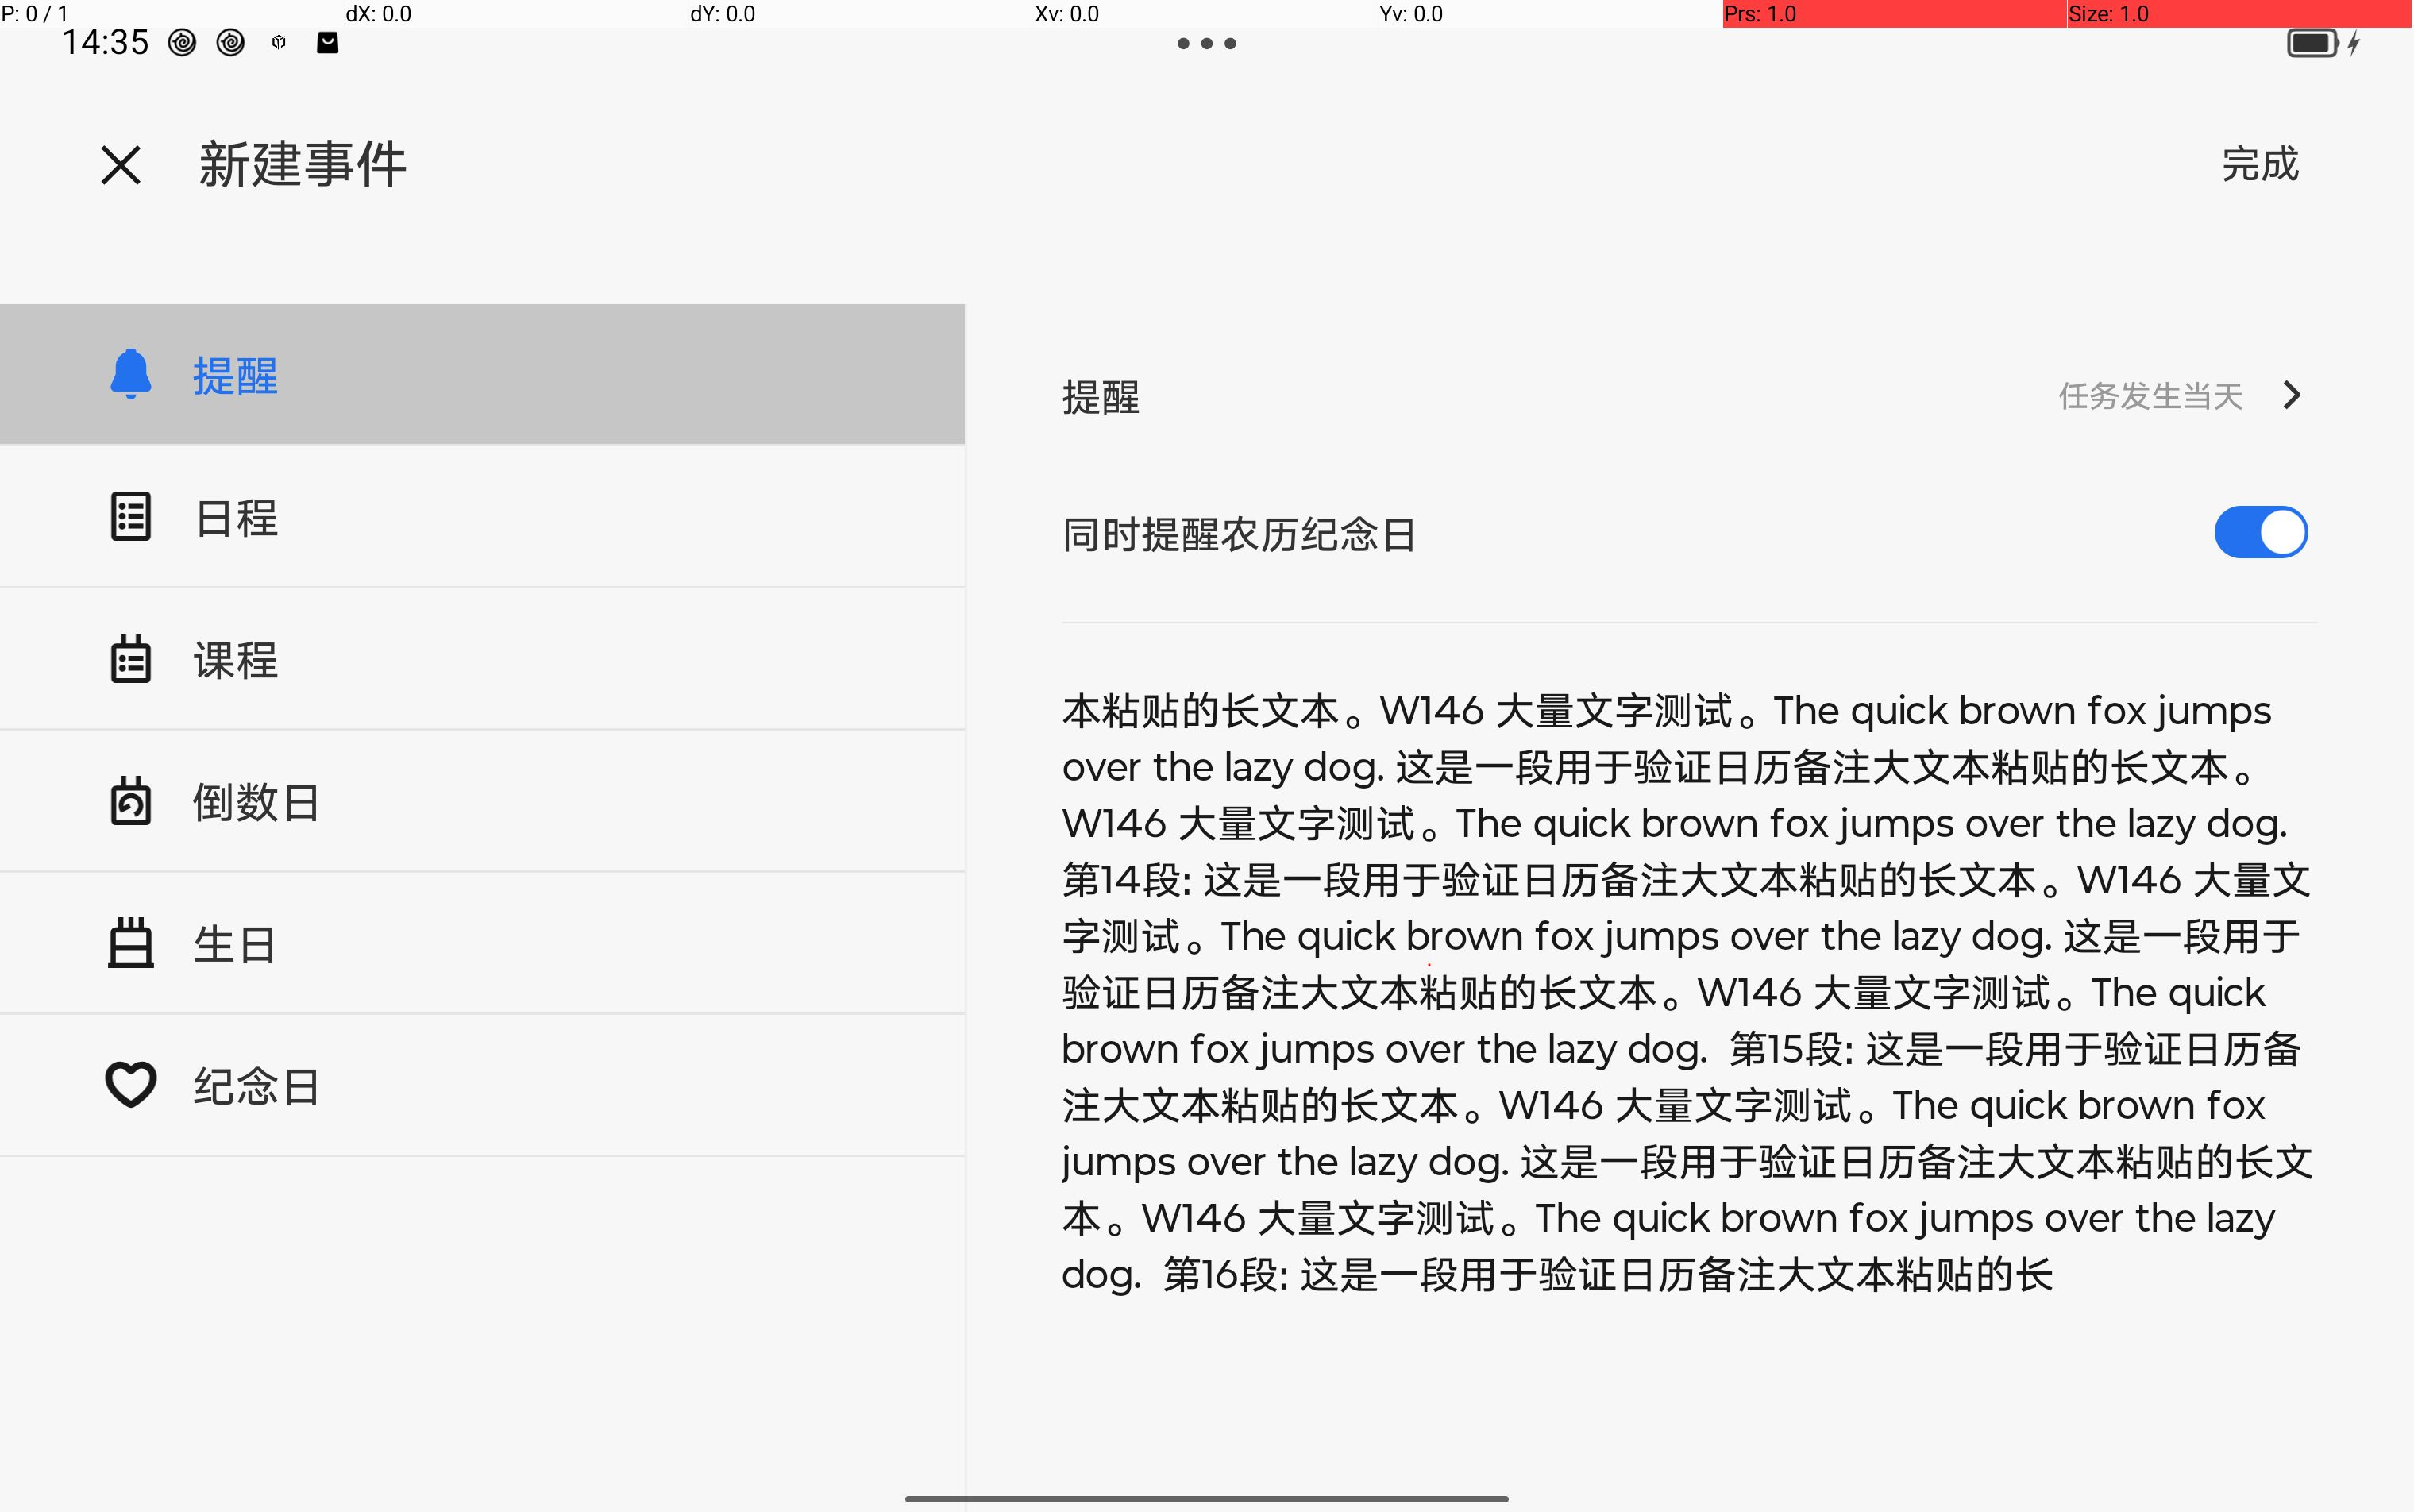 P: 0 / 1 dX: 0.0 dY: 0.0 Xv: 0.0 Yv: 0.0 Prs: 1.0 Size: 1.0
14:35
新建事件
完成
提醒
日程
课程
倒数日
生日
纪念日
提醒 任务发生当天
同时提醒农历纪念日
本粘贴的长文本。W146 大量文字测试。The quick brown fox jumps
over the lazy dog. 这是一段用于验证日历备注大文本粘贴的长文本。
W146 大量文字测试。The quick brown fox jumps over the lazy dog.
第14段: 这是一段用于验证日历备注大文本粘贴的长文本。W146 大量文
字测试。The quick brown fox jumps over the lazy dog. 这是一段用于
验证日历备注大文本粘贴的长文本。W146 大量文字测试。The quick
brown fox jumps over the lazy dog.  第15段: 这是一段用于验证日历备
注大文本粘贴的长文本。W146 大量文字测试。The quick brown fox
jumps over the lazy dog. 这是一段用于验证日历备注大文本粘贴的长文
本。W146 大量文字测试。The quick brown fox jumps over the lazy
dog.  第16段: 这是一段用于验证日历备注大文本粘贴的长